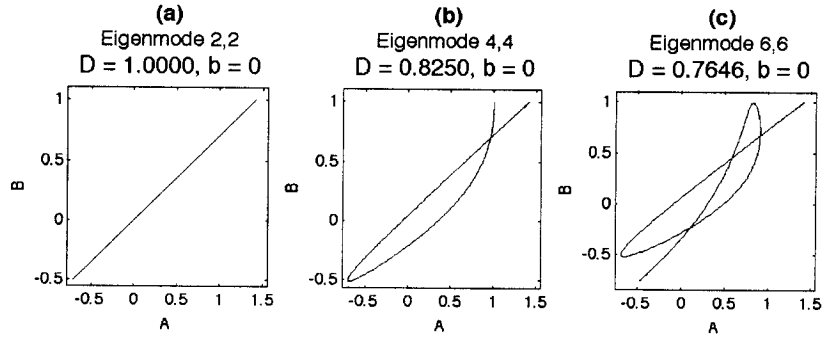 (a)
Eigenmode 2,2
D = 1.0000, b = 0
1
0.5
0
-0.5
B
-0.5 0 0.5 1 1.5
A
(b)
Eigenmode 4,4
D = 0.8250, b = 0
1
0.5
0
-0.5
B
-0.5 0 0.5 1 1.5
A
(c)
Eigenmode 6,6
D = 0.7646, b = 0
1
0.5
0
-0.5
B
-0.5 0 0.5 1 1.5
A